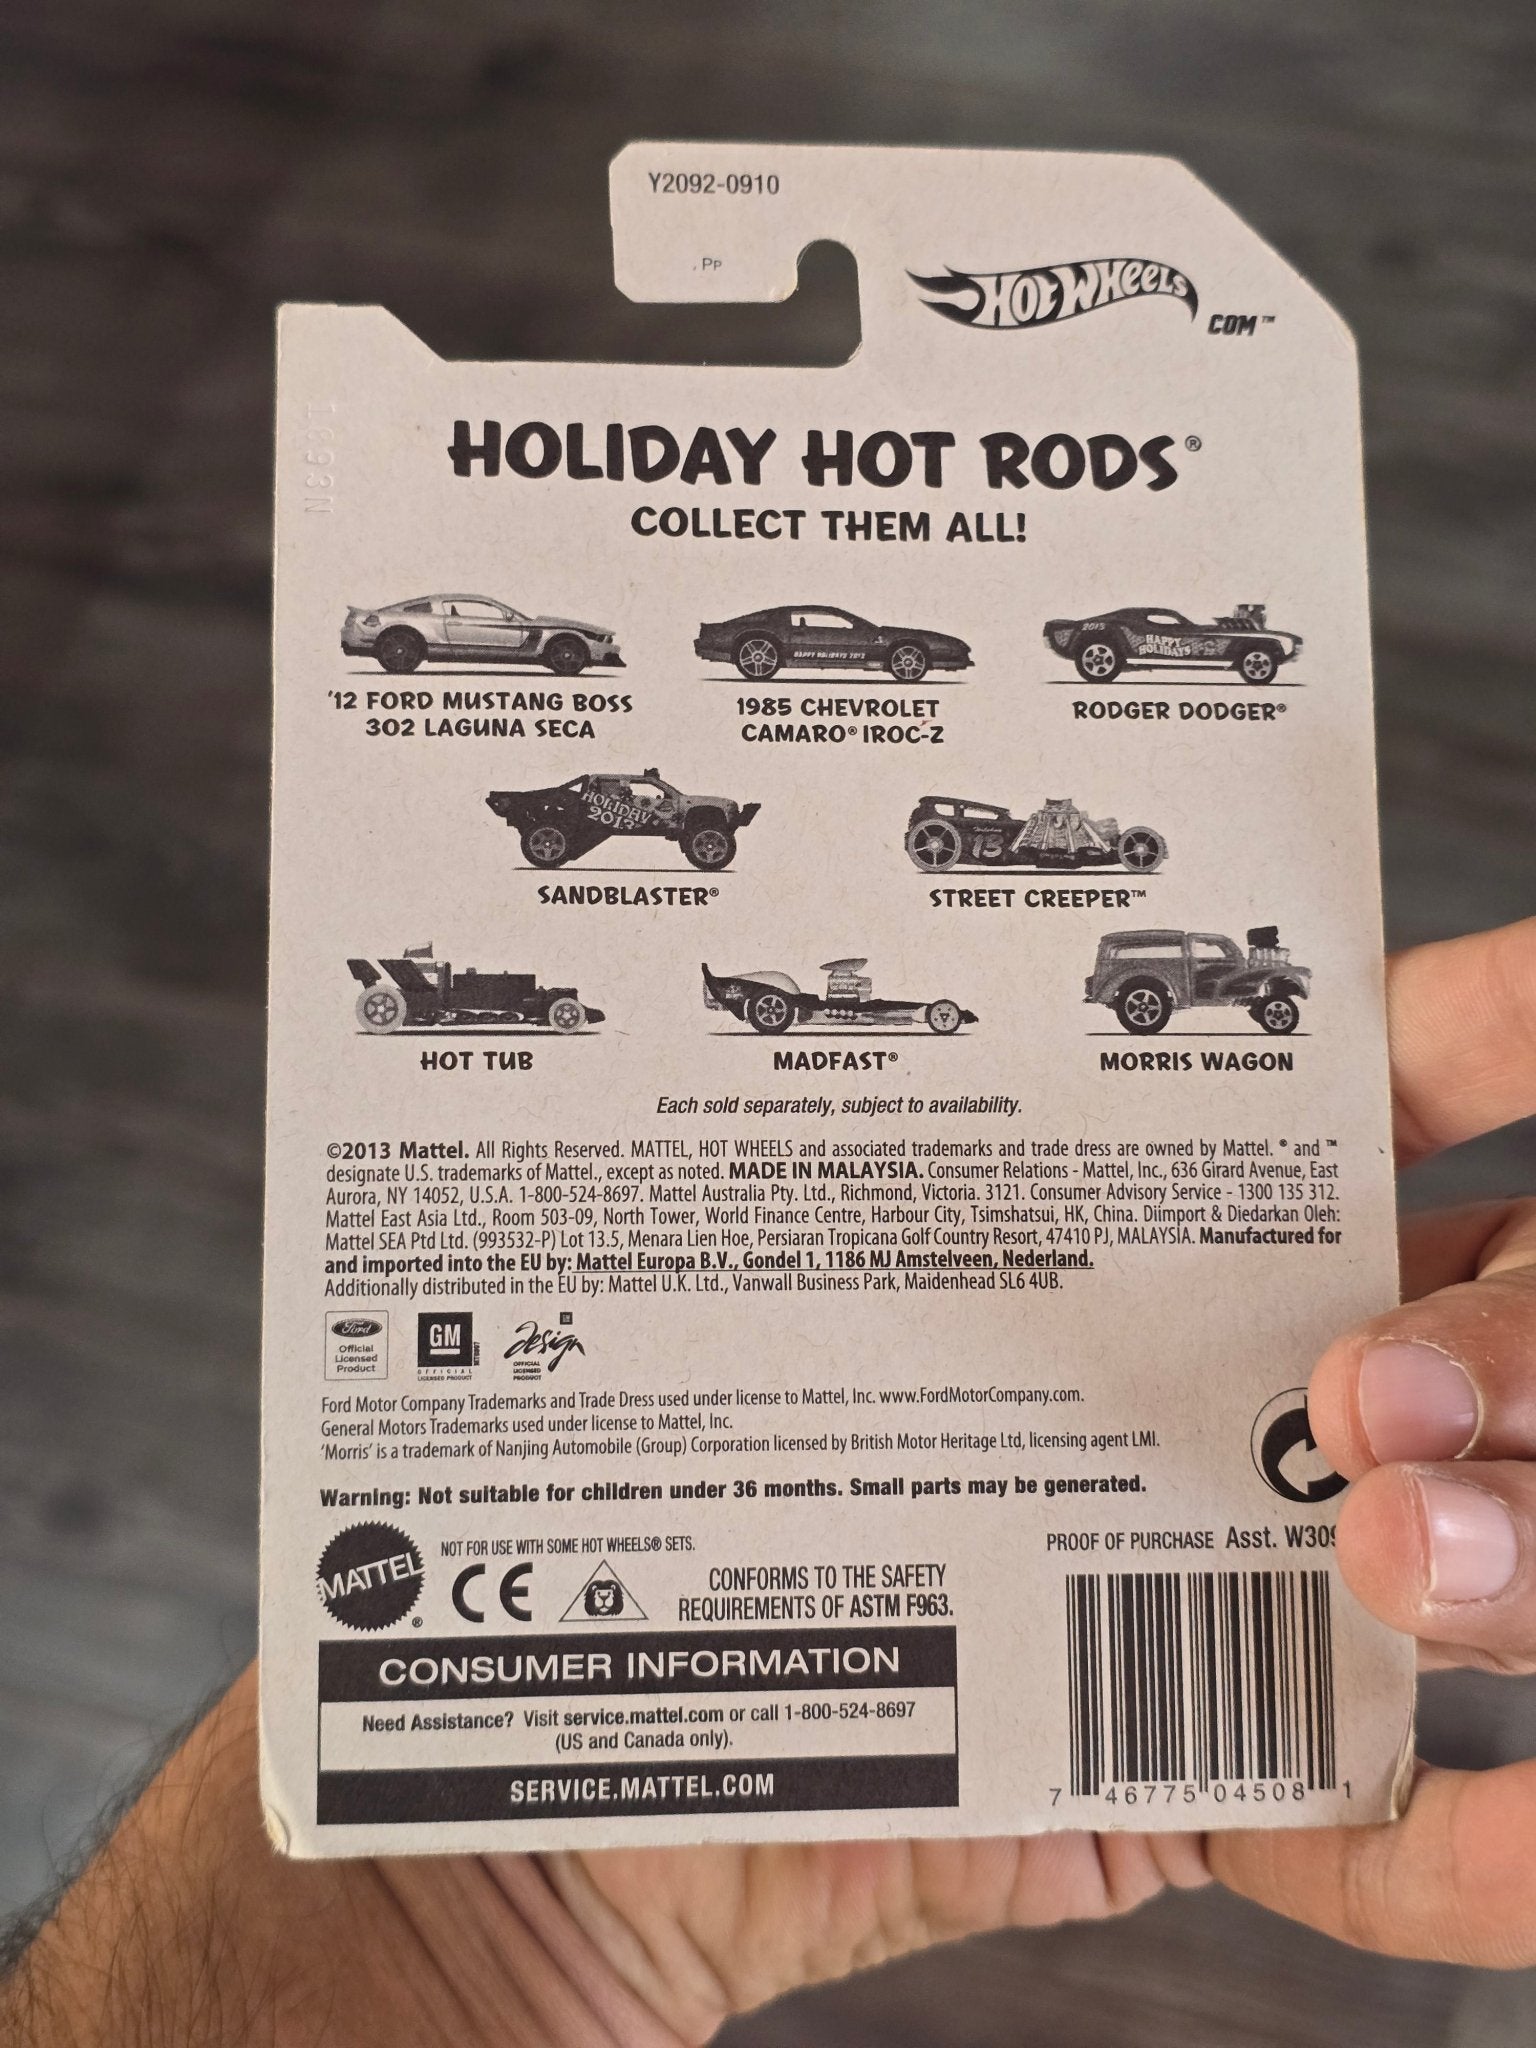 Y2092-0910
Pp
HOT WHEELS
.COM™
1E93N
HOLIDAY HOT RODS®
COLLECT THEM ALL!
HAPPY HOLIDAYS 2013
2013
HAPPY
HOLIDAYS
'12 FORD MUSTANG BOSS
302 LAGUNA SECA
1985 CHEVROLET
CAMARO® IROC-Z
RODGER DODGER®
HOLIDAY
2013
13
SANDBLASTER®
STREET CREEPER™
HOT TUB
MADFAST®
MORRIS WAGON
Each sold separately, subject to availability.
©2013 Mattel. All Rights Reserved. MATTEL, HOT WHEELS and associated trademarks and trade dress are owned by Mattel. ® and ™
designate U.S. trademarks of Mattel., except as noted. MADE IN MALAYSIA. Consumer Relations - Mattel, Inc., 636 Girard Avenue, East
Aurora, NY 14052, U.S.A. 1-800-524-8697. Mattel Australia Pty. Ltd., Richmond, Victoria. 3121. Consumer Advisory Service - 1300 135 312.
Mattel East Asia Ltd., Room 503-09, North Tower, World Finance Centre, Harbour City, Tsimshatsui, HK, China. Diimport & Diedarkan Oleh:
Mattel SEA Ptd Ltd. (993532-P) Lot 13.5, Menara Lien Hoe, Persiaran Tropicana Golf Country Resort, 47410 PJ, MALAYSIA. Manufactured for
and imported into the EU by: Mattel Europa B.V., Gondel 1, 1186 MJ Amstelveen, Nederland.
Additionally distributed in the EU by: Mattel U.K. Ltd., Vanwall Business Park, Maidenhead SL6 4UB.
Ford
Official
Licensed
Product
GM
OFFICIAL
LICENSED PRODUCT
GM
Design
OFFICIAL
LICENSED
PRODUCT
Ford Motor Company Trademarks and Trade Dress used under license to Mattel, Inc. www.FordMotorCompany.com.
General Motors Trademarks used under license to Mattel, Inc.
'Morris' is a trademark of Nanjing Automobile (Group) Corporation licensed by British Motor Heritage Ltd, licensing agent LMI.
Warning: Not suitable for children under 36 months. Small parts may be generated.
MATTEL®
NOT FOR USE WITH SOME HOT WHEELS® SETS.
CE
CONFORMS TO THE SAFETY
REQUIREMENTS OF ASTM F963.
PROOF OF PURCHASE Asst. W309
CONSUMER INFORMATION
Need Assistance? Visit service.mattel.com or call 1-800-524-8697
(US and Canada only).
SERVICE.MATTEL.COM
7 46775 04508 1